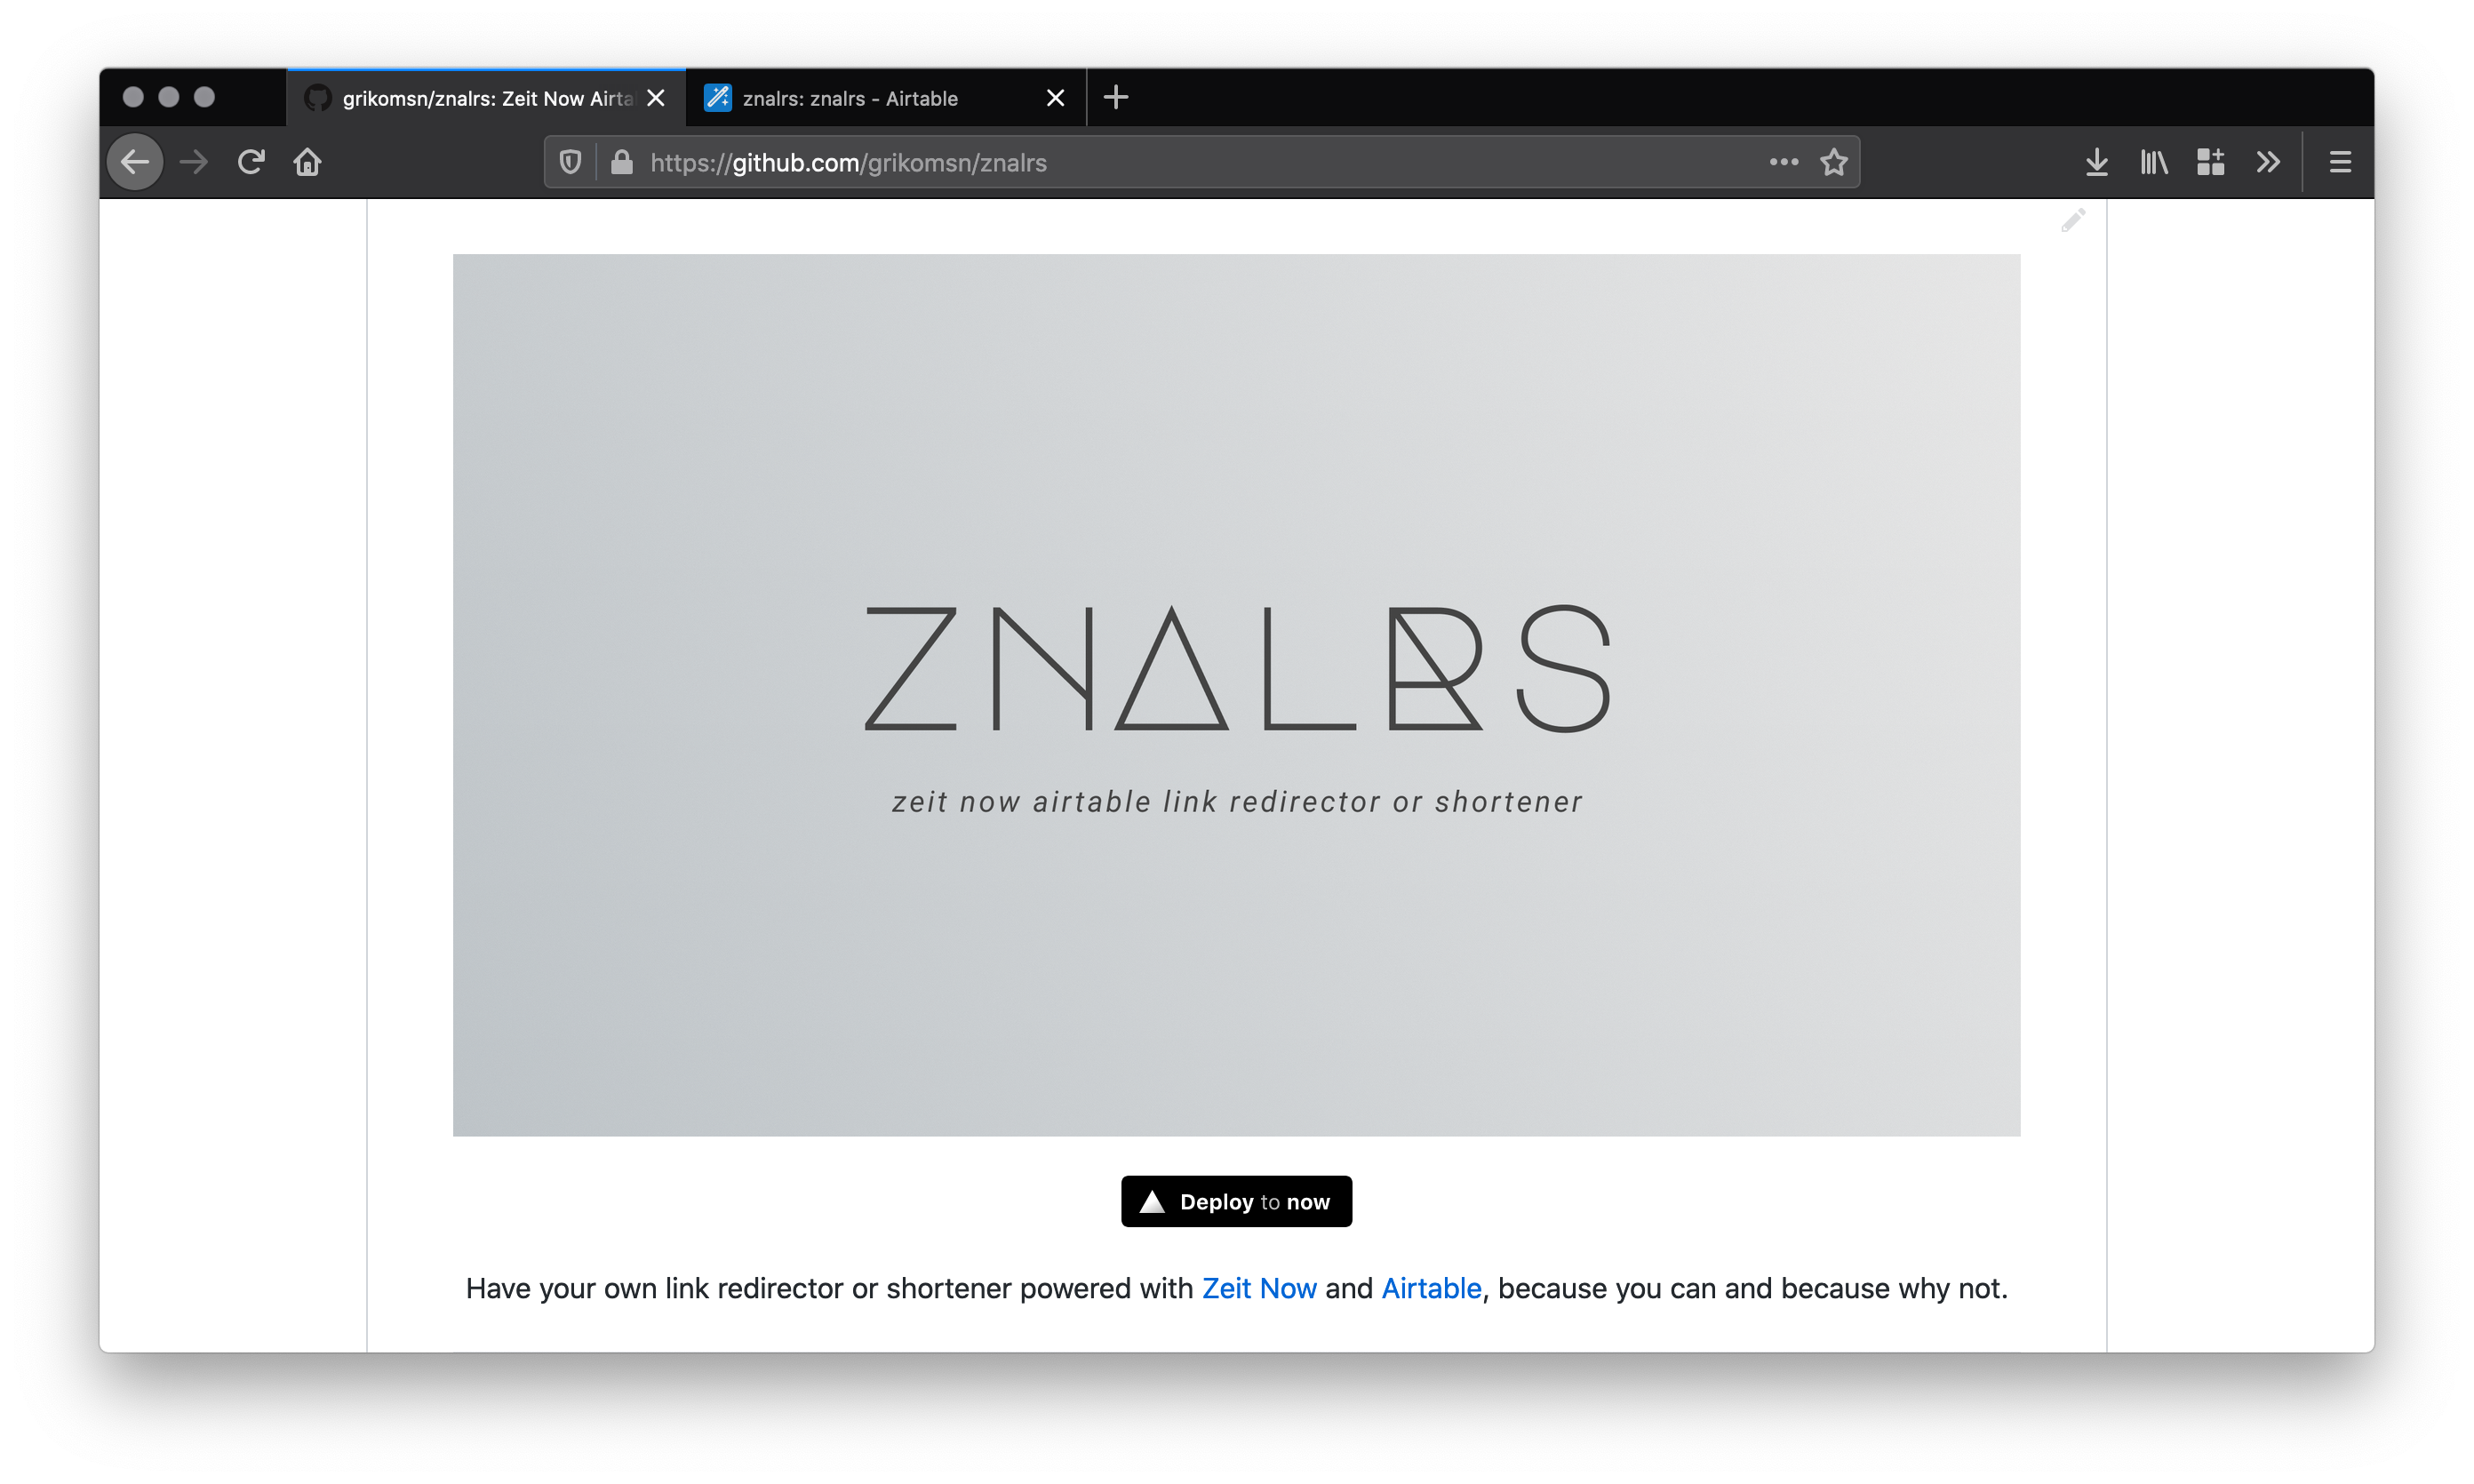 grikomsn/znalrs: Zeit Now Airta
znalrs: znalrs - Airtable
https://github.com/grikomsn/znalrs
ZNALRS
zeit now airtable link redirector or shortener
Deploy to now
Have your own link redirector or shortener powered with Zeit Now and Airtable, because you can and because why not.